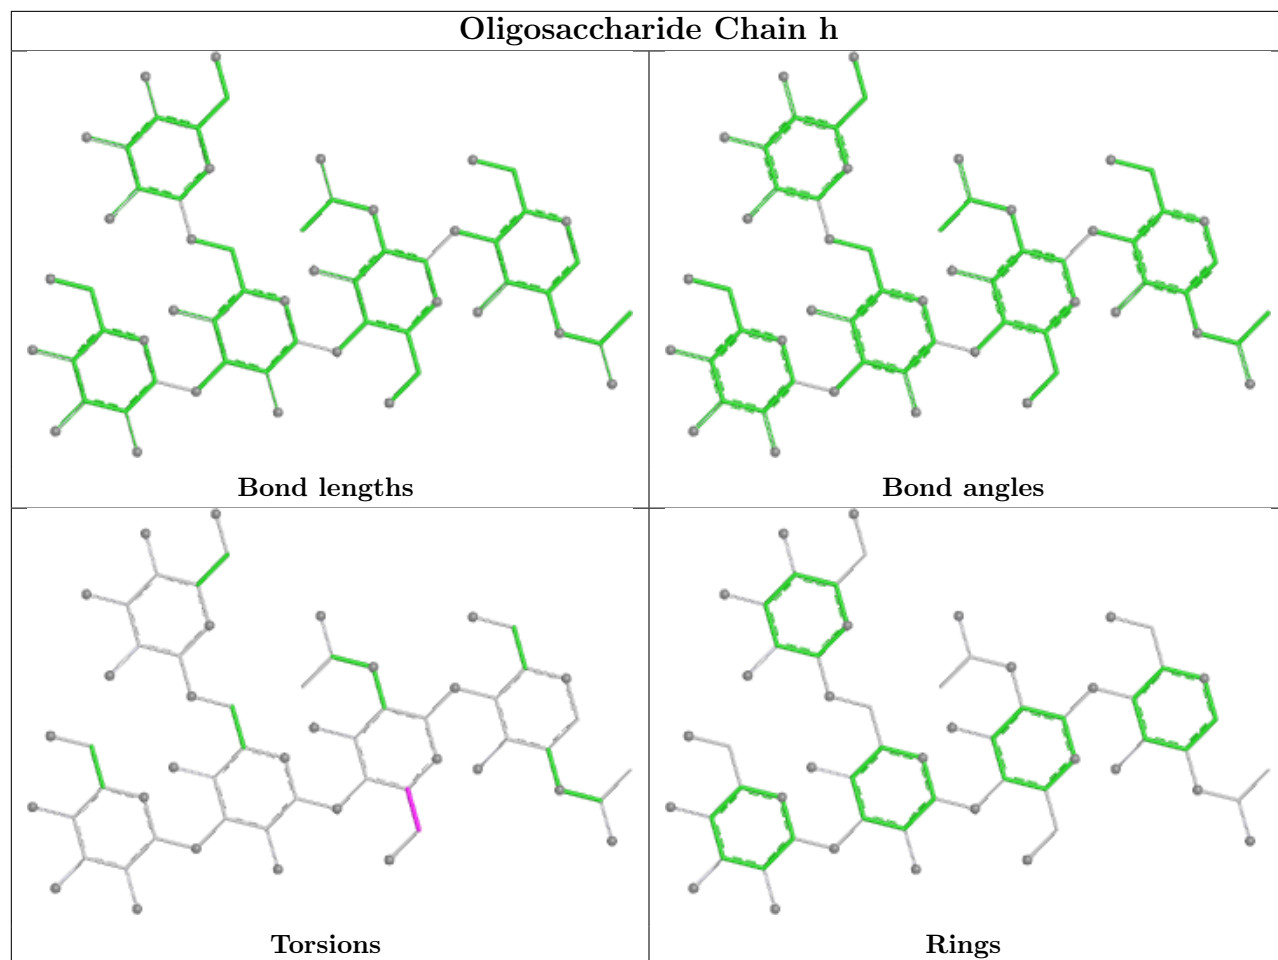 Oligosaccharide Chain h
Bond lengths
Bond angles
Torsions
Rings